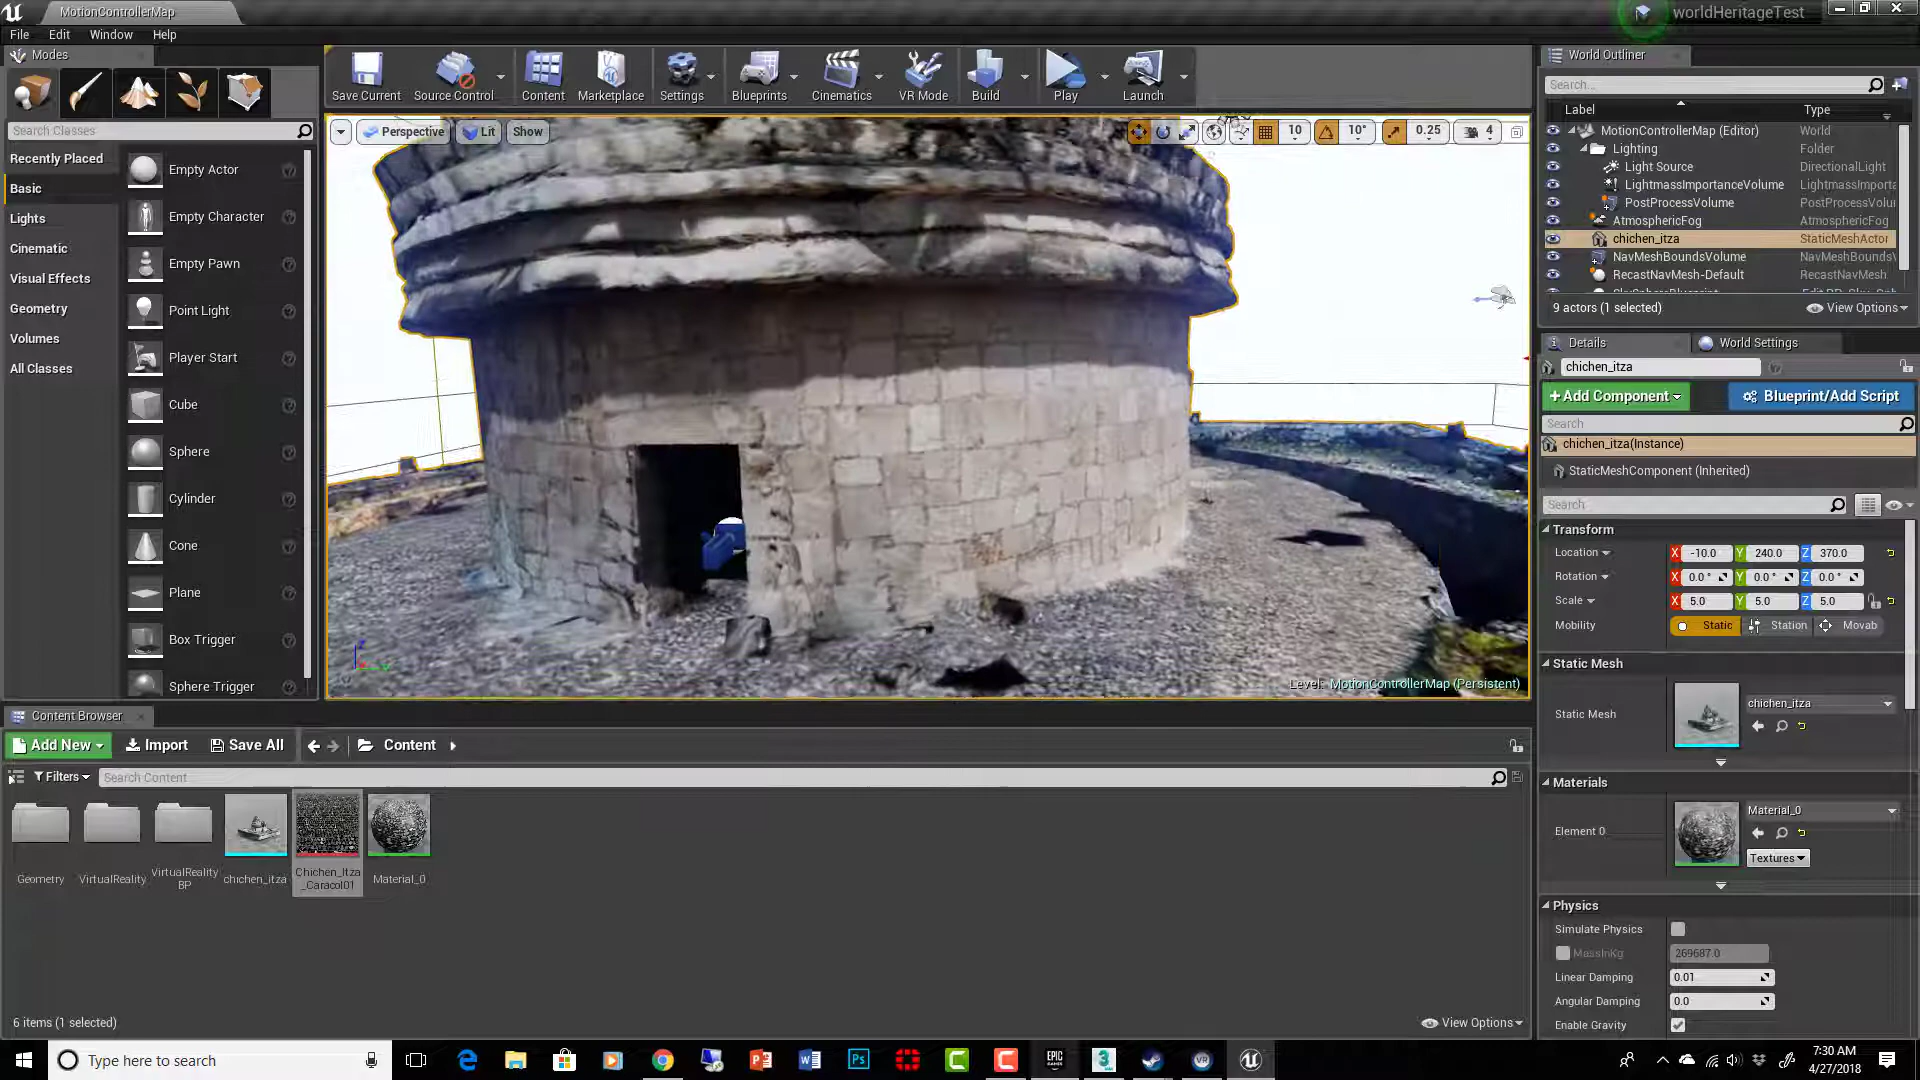 MotionControllerMap
worldHeritageTest
File Edit Window Help
Modes
Search Classes
Recently Placed
Basic
Lights
Cinematic
Visual Effects
Geometry
Volumes
All Classes
Empty Actor
Empty Character
Empty Pawn
Point Light
Player Start
Cube
Sphere
Cylinder
Cone
Plane
Box Trigger
Sphere Trigger
Save Current Source Control Content Marketplace Settings Blueprints Cinematics VR Mode Build Play Launch
Perspective Lit Show
10 10° 0.25 4
Level: MotionControllerMap (Persistent)
World Outliner
Search...
Label Type
MotionControllerMap (Editor) World
Lighting Folder
Light Source DirectionalLight
LightmassImportanceVolume LightmassImporta
PostProcessVolume PostProcessVolu
AtmosphericFog AtmosphericFog
chichen_itza StaticMeshActor
NavMeshBoundsVolume NavMeshBoundsV
RecastNavMesh-Default RecastNavMesh
9 actors (1 selected) View Options
Details World Settings
chichen_itza
+Add Component Blueprint/Add Script
Search
chichen_itza(Instance)
StaticMeshComponent (Inherited)
Search
Transform
Location X -10.0 Y 240.0 Z 370.0
Rotation X 0.0° Y 0.0° Z 0.0°
Scale X 5.0 Y 5.0 Z 5.0
Mobility Static Station Movab
Static Mesh
Static Mesh chichen_itza
Materials
Element 0 Material_0
Textures
Physics
Simulate Physics
MassInKg 269687.0
Linear Damping 0.01
Angular Damping 0.0
Enable Gravity
Content Browser
Add New Import Save All Content
Filters Search Content
Geometry
VirtualReality
VirtualReality
BP
chichen_itza
Chichen_Itza
_Caracol01
Material_0
6 items (1 selected) View Options
Type here to search
EPIC
GAMES
7:30 AM
4/27/2018